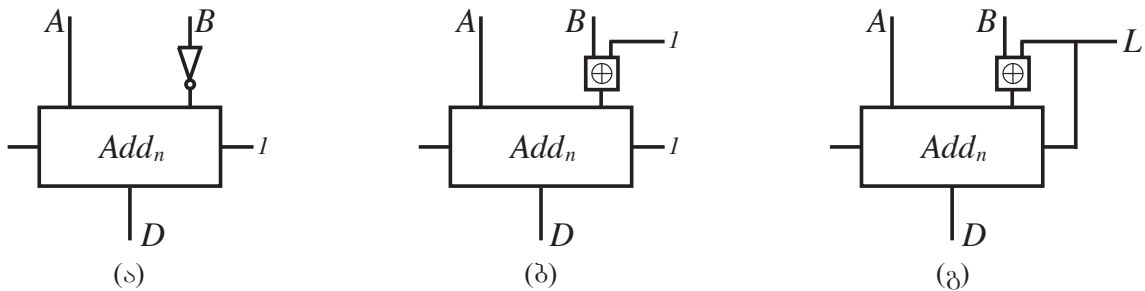 A B
Add_n 1
D
(ა)
A B 1
⊕
Add_n 1
D
(ბ)
A B L
⊕
Add_n
D
(გ)